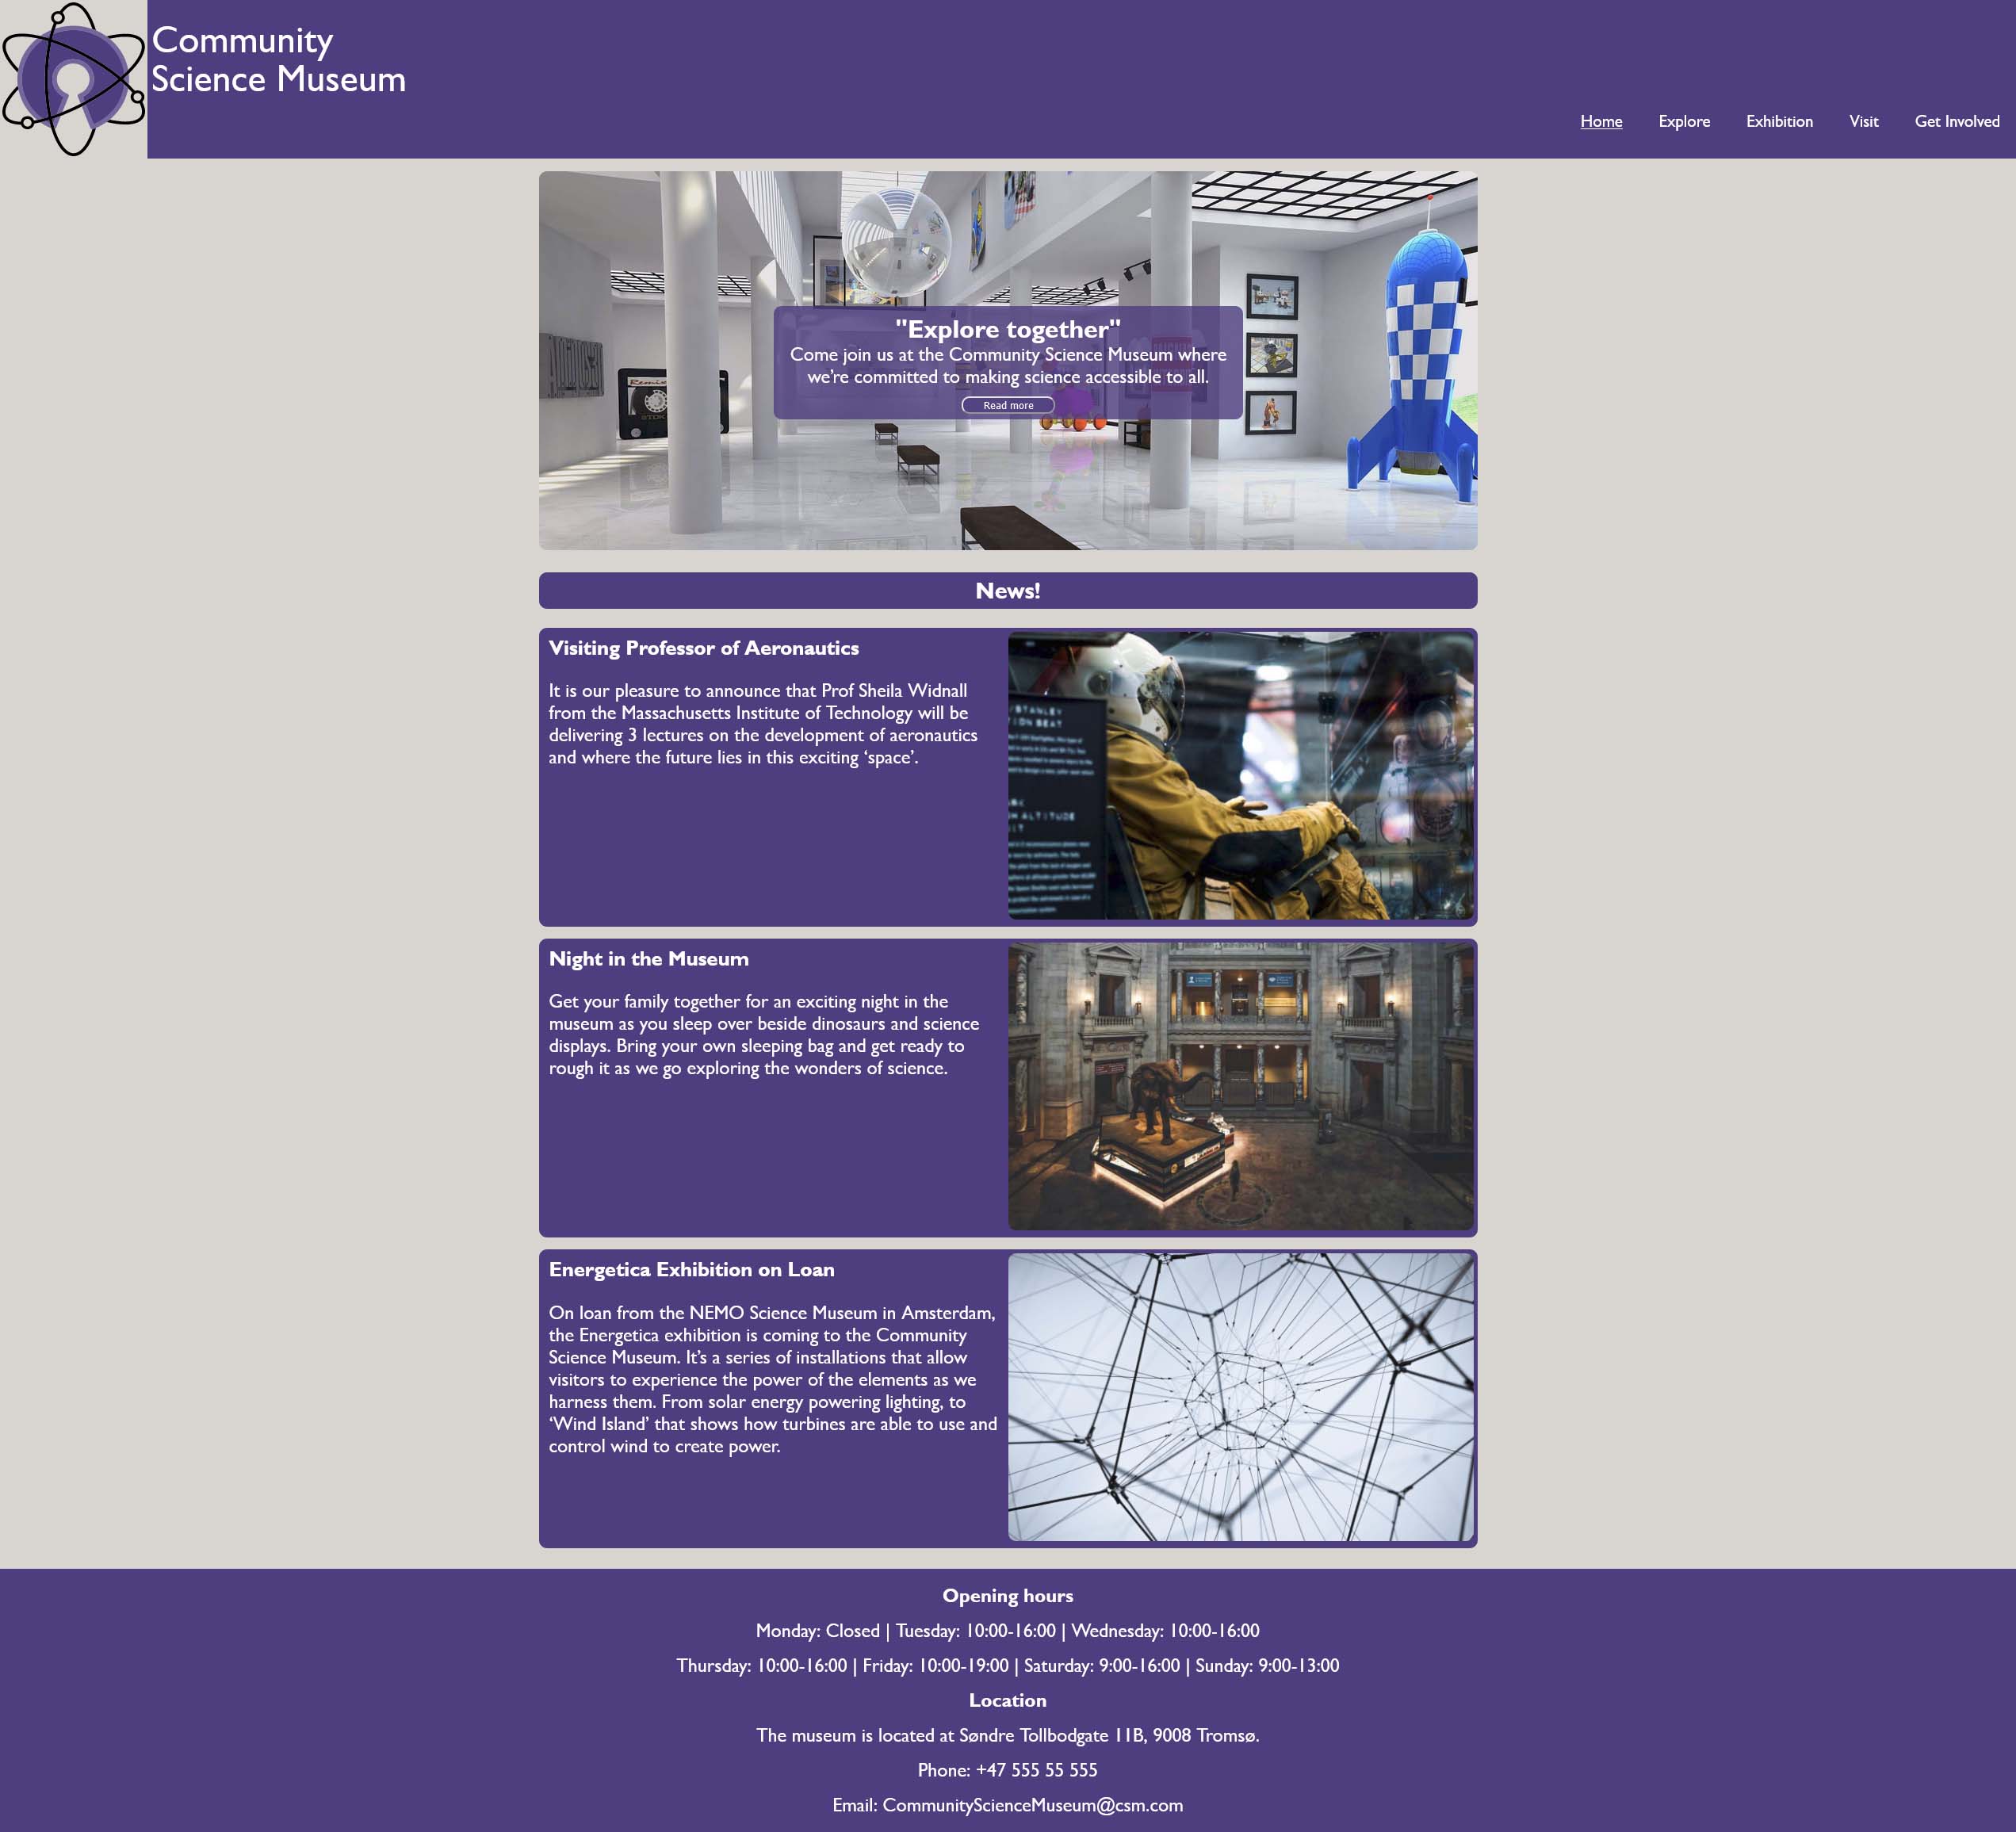 Community
Science Museum
Home Explore Exhibition Visit Get Involved
"Explore together"
Come join us at the Community Science Museum where
we’re committed to making science accessible to all.
Read more
Remix
TDK
News!
Visiting Professor of Aeronautics
It is our pleasure to announce that Prof Sheila Widnall
from the Massachusetts Institute of Technology will be
delivering 3 lectures on the development of aeronautics
and where the future lies in this exciting ‘space’.
/STANLEY
ION SEAT
ALTITUDE
Night in the Museum
Get your family together for an exciting night in the
museum as you sleep over beside dinosaurs and science
displays. Bring your own sleeping bag and get ready to
rough it as we go exploring the wonders of science.
Energetica Exhibition on Loan
On loan from the NEMO Science Museum in Amsterdam,
the Energetica exhibition is coming to the Community
Science Museum. It’s a series of installations that allow
visitors to experience the power of the elements as we
harness them. From solar energy powering lighting, to
‘Wind Island’ that shows how turbines are able to use and
control wind to create power.
Opening hours
Monday: Closed | Tuesday: 10:00-16:00 | Wednesday: 10:00-16:00
Thursday: 10:00-16:00 | Friday: 10:00-19:00 | Saturday: 9:00-16:00 | Sunday: 9:00-13:00
Location
The museum is located at Søndre Tollbodgate 11B, 9008 Tromsø.
Phone: +47 555 55 555
Email: CommunityScienceMuseum@csm.com